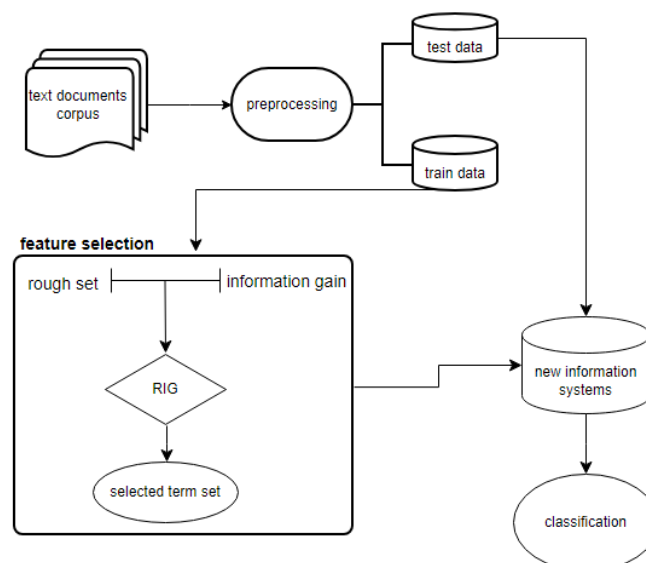 test data
text documents
corpus
preprocessing
train data
feature selection
rough set
information gain
RIG
new information
systems
selected term set
classification